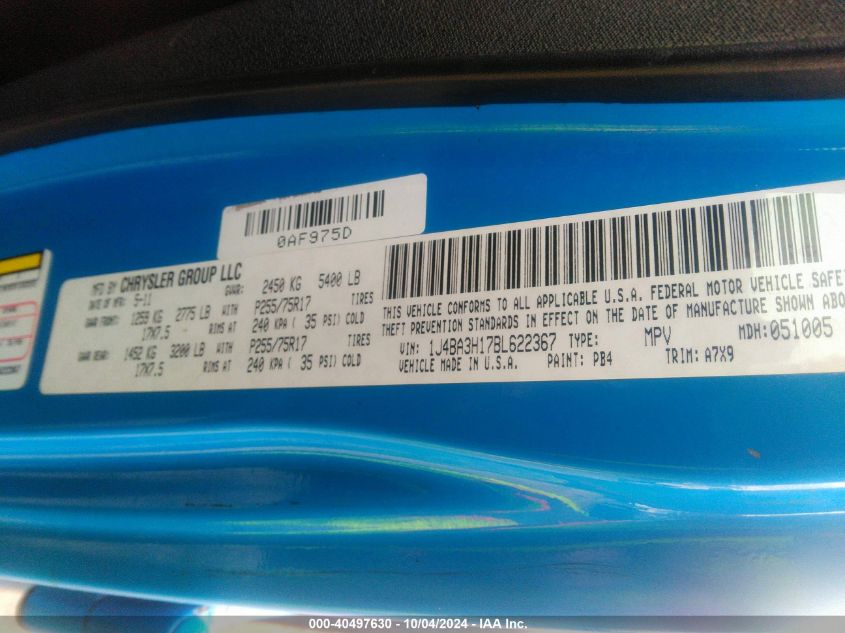 0AF975D
MFD BY CHRYSLER GROUP LLC
DATE OF MFR. 5-11 GVWR: 2450 KG 5400 LB
GAWR FRONT: 1259 KG 2775 LB WITH P255/75R17 TIRES
17X7.5 RIMS AT 240 KPA ( 35 PSI) COLD
GAWR REAR: 1452 KG 3200 LB WITH P255/75R17 TIRES
17X7.5 RIMS AT 240 KPA ( 35 PSI) COLD
THIS VEHICLE CONFORMS TO ALL APPLICABLE U.S.A. FEDERAL MOTOR VEHICLE SAFE
THEFT PREVENTION STANDARDS IN EFFECT ON THE DATE OF MANUFACTURE SHOWN ABO
VIN: 1J4BA3H17BL622367 TYPE: MPV MDH:051005
VEHICLE MADE IN U.S.A. PAINT: PB4 TRIM: A7X9
000-40497630 - 10/04/2024 - IAA Inc.